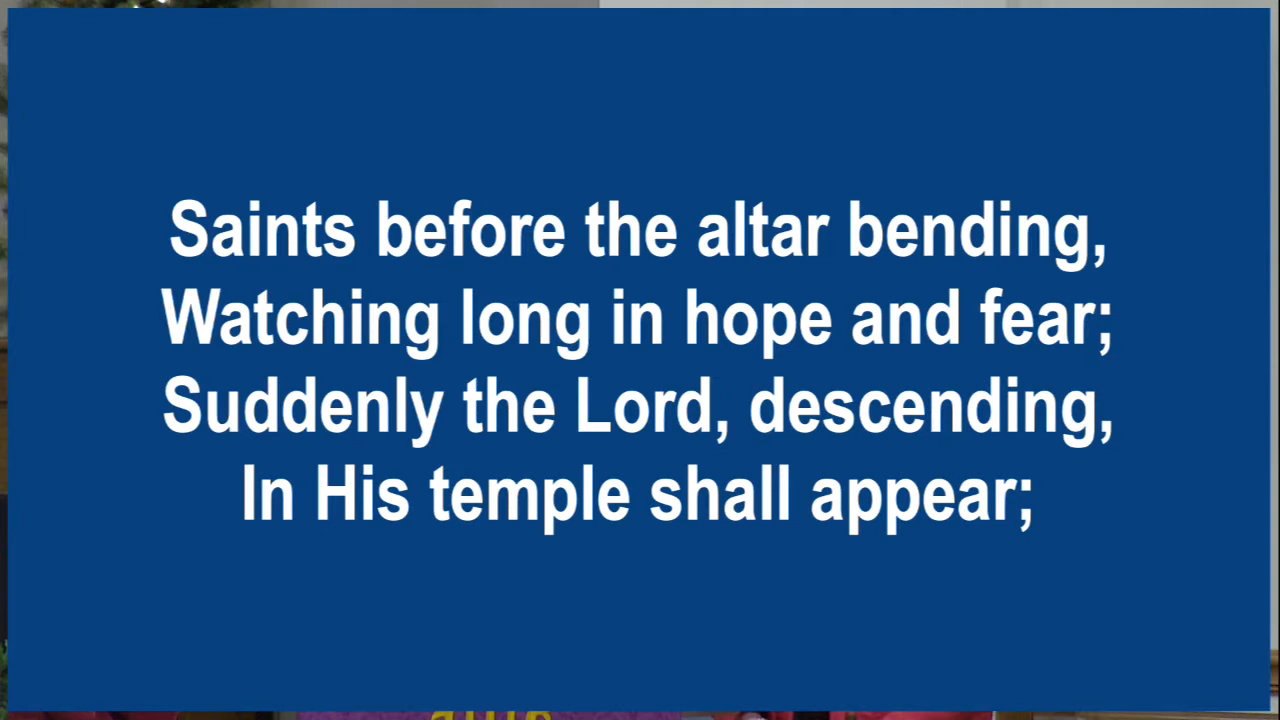 Saints before the altar bending,
Watching long in hope and fear;
Suddenly the Lord, descending,
In His temple shall appear;